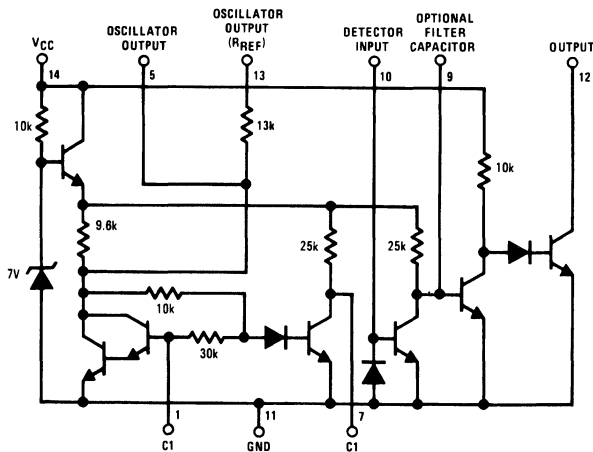 OPTIONAL
FILTER
CAPACITOR
OSCILLATOR
OUTPUT
(RREF)
OSCILLATOR
OUTPUT
DETECTOR
INPUT
VCC
OUTPUT
14
5
13
10
9
12
10k
13k
10k
9.6k
25k
25k
7V
10k
30k
1
11
7
C1
GND
C1